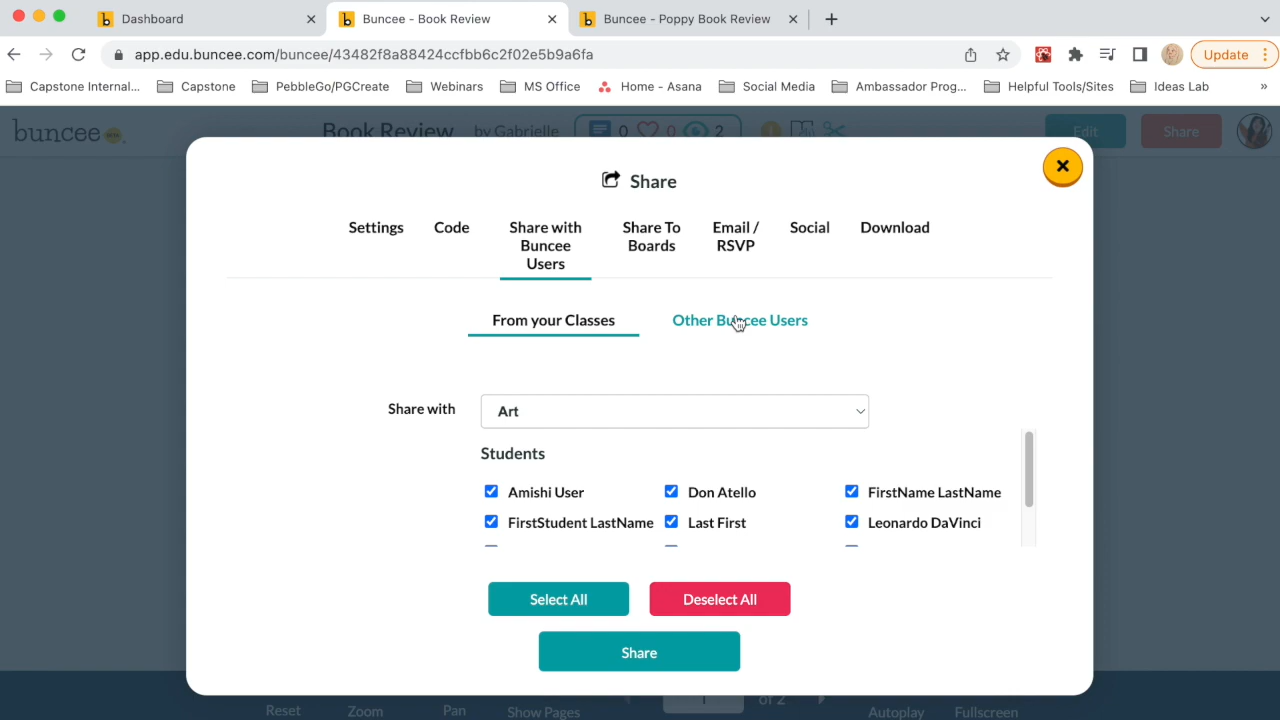 Dashboard
Buncee - Book Review
Buncee - Poppy Book Review
app.edu.buncee.com/buncee/43482f8a88424ccfbb6c2f02e5b9a6fa
Update
Capstone Internal...
Capstone
PebbleGo/PGCreate
Webinars
MS Office
Home - Asana
Social Media
Ambassador Prog...
Helpful Tools/Sites
Ideas Lab
»
buncee
Book Review by Gabrielle
0 0 2
Edit
Share
Share
Settings
Code
Share with
Buncee
Users
Share To
Boards
Email /
RSVP
Social
Download
From your Classes
Other Buncee Users
Share with
Art
Students
Amishi User
Don Atello
FirstName LastName
FirstStudent LastName
Last First
Leonardo DaVinci
Select All
Deselect All
Share
Reset
Zoom
Pan
Show Pages
1 of 2
Autoplay
Fullscreen